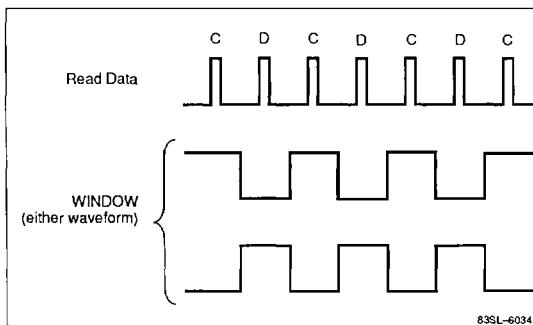 C D C D C D C
Read Data
WINDOW
(either waveform)
83SL-6034